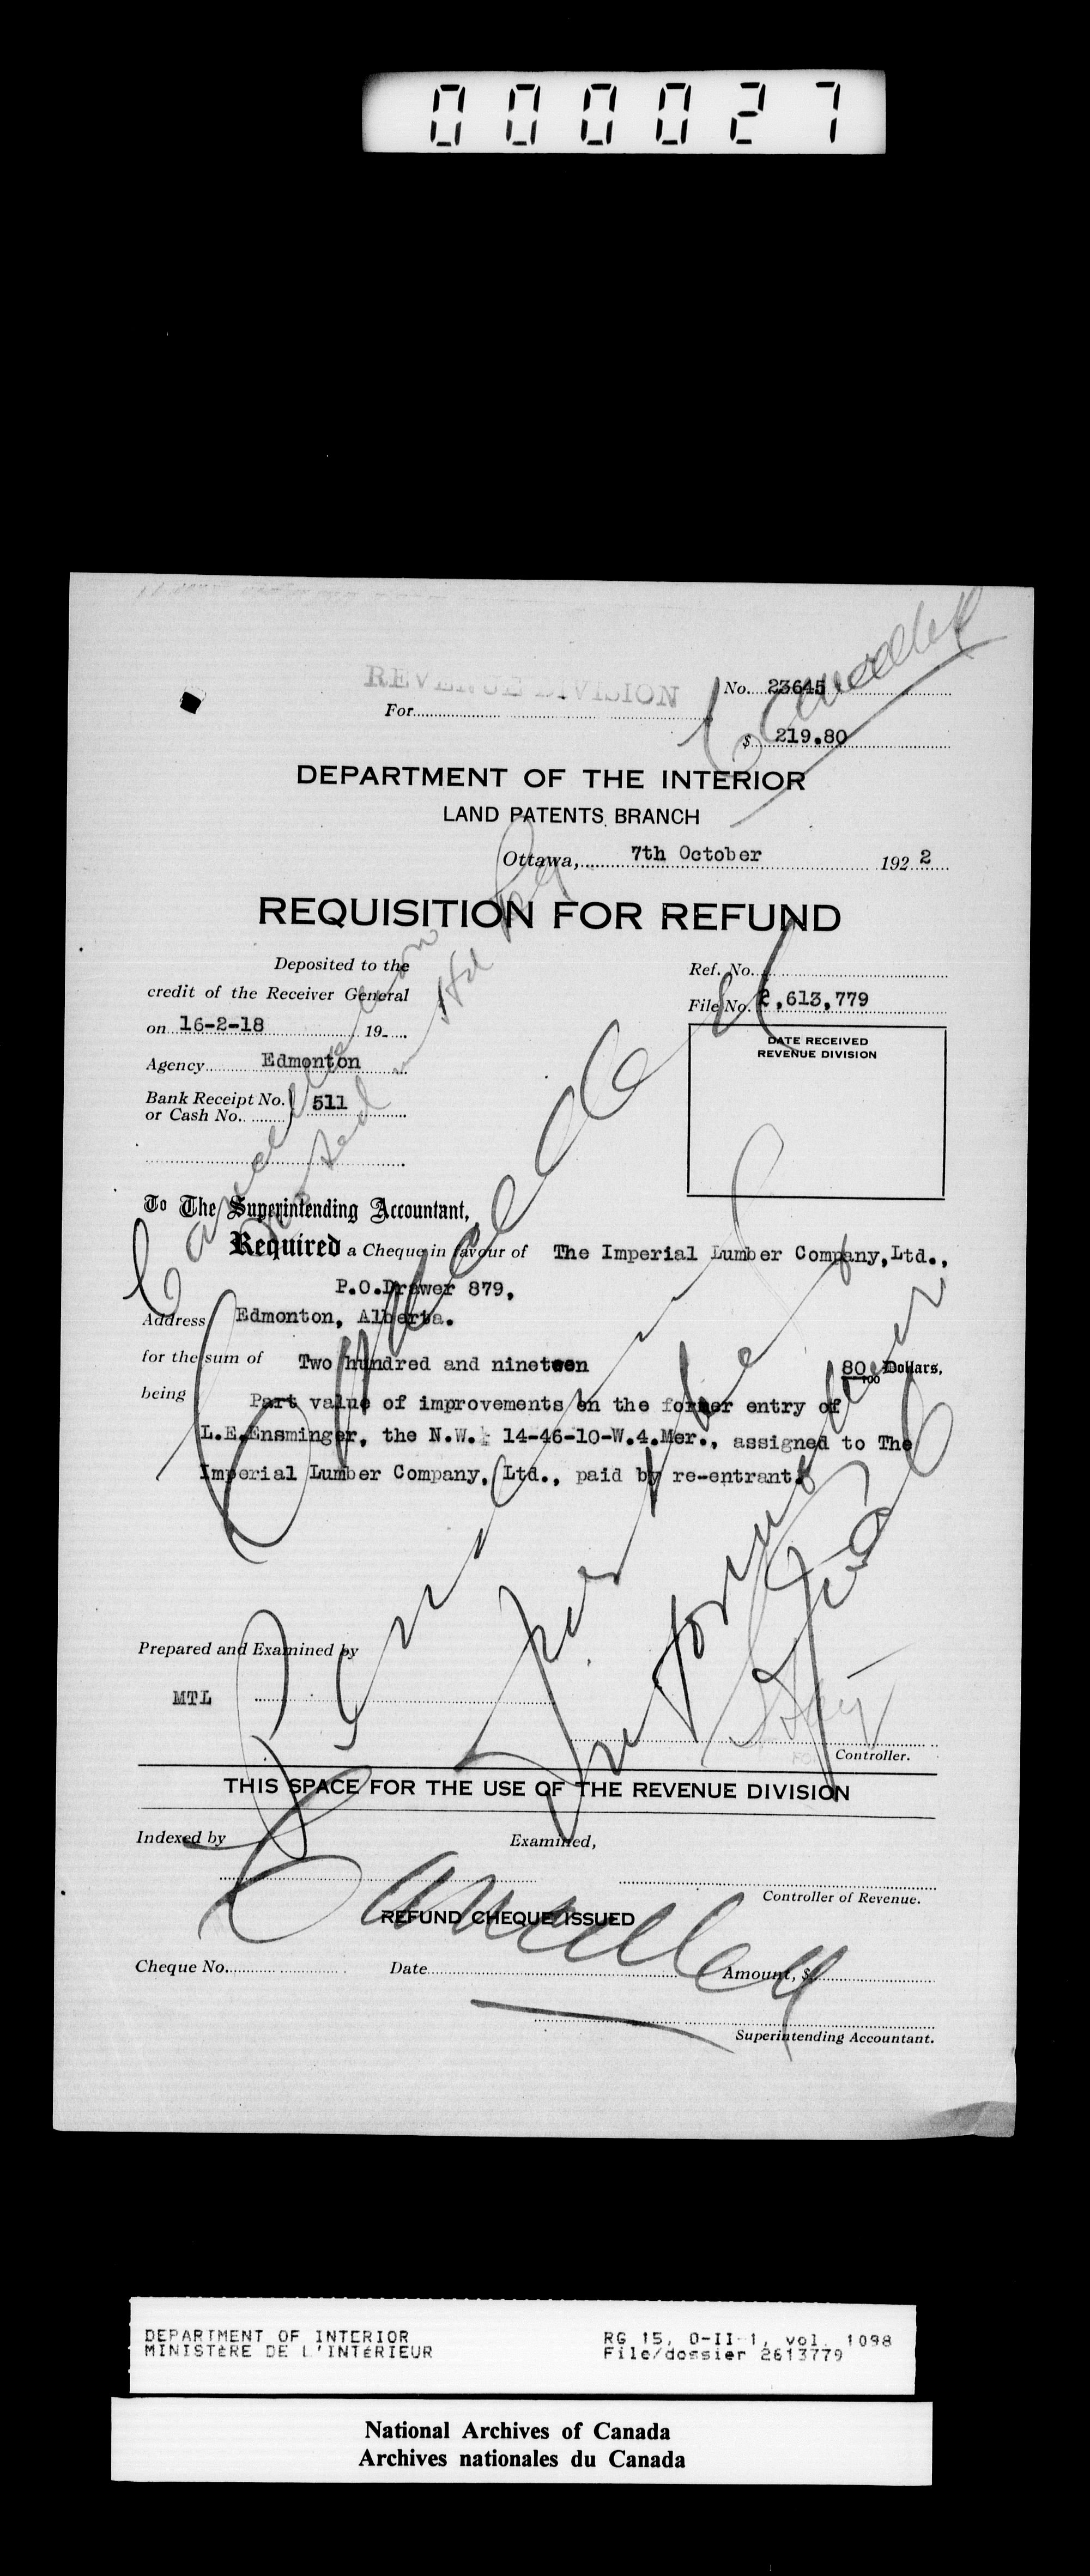 000027
REVENUE DIVISION
No. 23645
For
$ 219.80
Cancelled
DEPARTMENT OF THE INTERIOR
LAND PATENTS BRANCH
Ottawa, 7th October 1922
REQUISITION FOR REFUND
Deposited to the
credit of the Receiver General
on 16-2-18 19
Agency Edmonton
Bank Receipt No. or Cash No. 511
Ref. No.
File No. 2,613,779
DATE RECEIVED
REVENUE DIVISION
Cancellation
Cancelled
To The Superintending Accountant,
Required a Cheque in favour of The Imperial Lumber Company, Ltd.,
P.O.Drawer 879,
Address Edmonton, Alberta.
for the sum of Two hundred and nineteen 80/100 Dollars,
being Part value of improvements on the former entry of
L.E.Ensminger, the N.W. 14-46-10-W.4.Mer., assigned to The
Imperial Lumber Company, Ltd., paid by re-entrant.
Prepared and Examined by
MTL
Controller.
THIS SPACE FOR THE USE OF THE REVENUE DIVISION
Indexed by
Examined,
Controller of Revenue.
Cancelled
REFUND CHEQUE ISSUED
Cheque No. Date Amount, $
Superintending Accountant.
DEPARTMENT OF INTERIOR
MINISTÈRE DE L'INTÉRIEUR
RG 15, D-II-1, vol. 1098
File/dossier 2613779
National Archives of Canada
Archives nationales du Canada